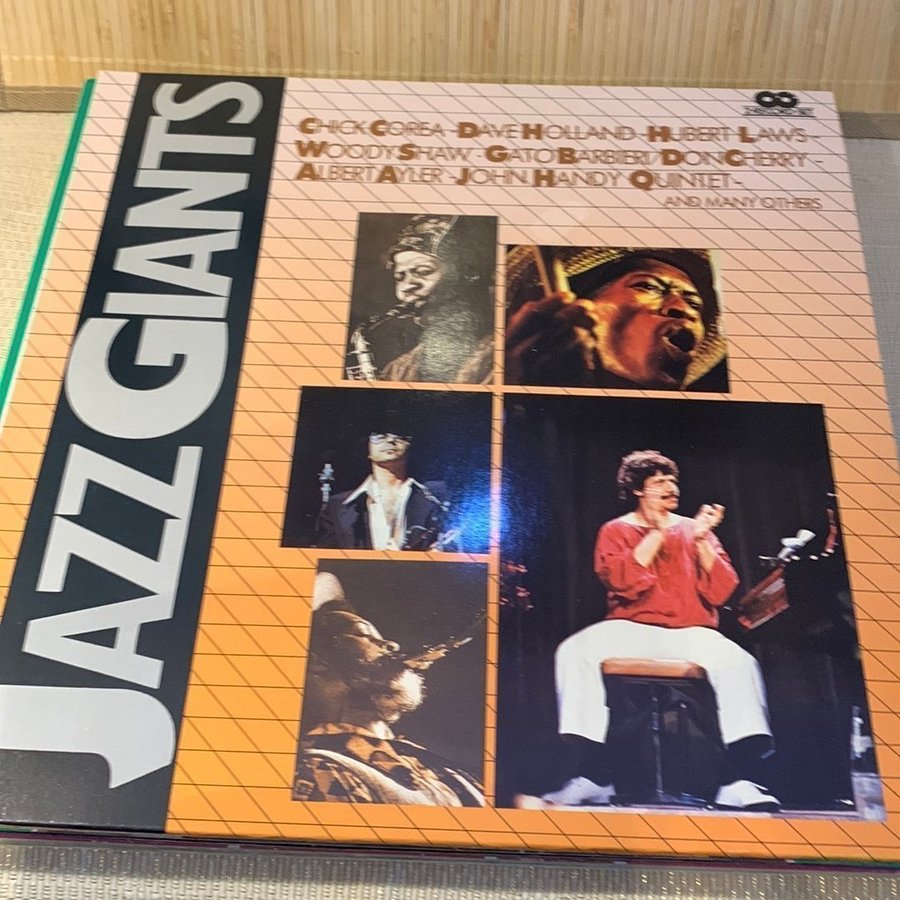 JAZZ GIANTS
CHICK COREA - DAVE HOLLAND - HUBERT LAWS -
WOODY SHAW - GATO BARBIERI/DON CHERRY -
ALBERT AYLER - JOHN HANDY QUINTET -
AND MANY OTHERS